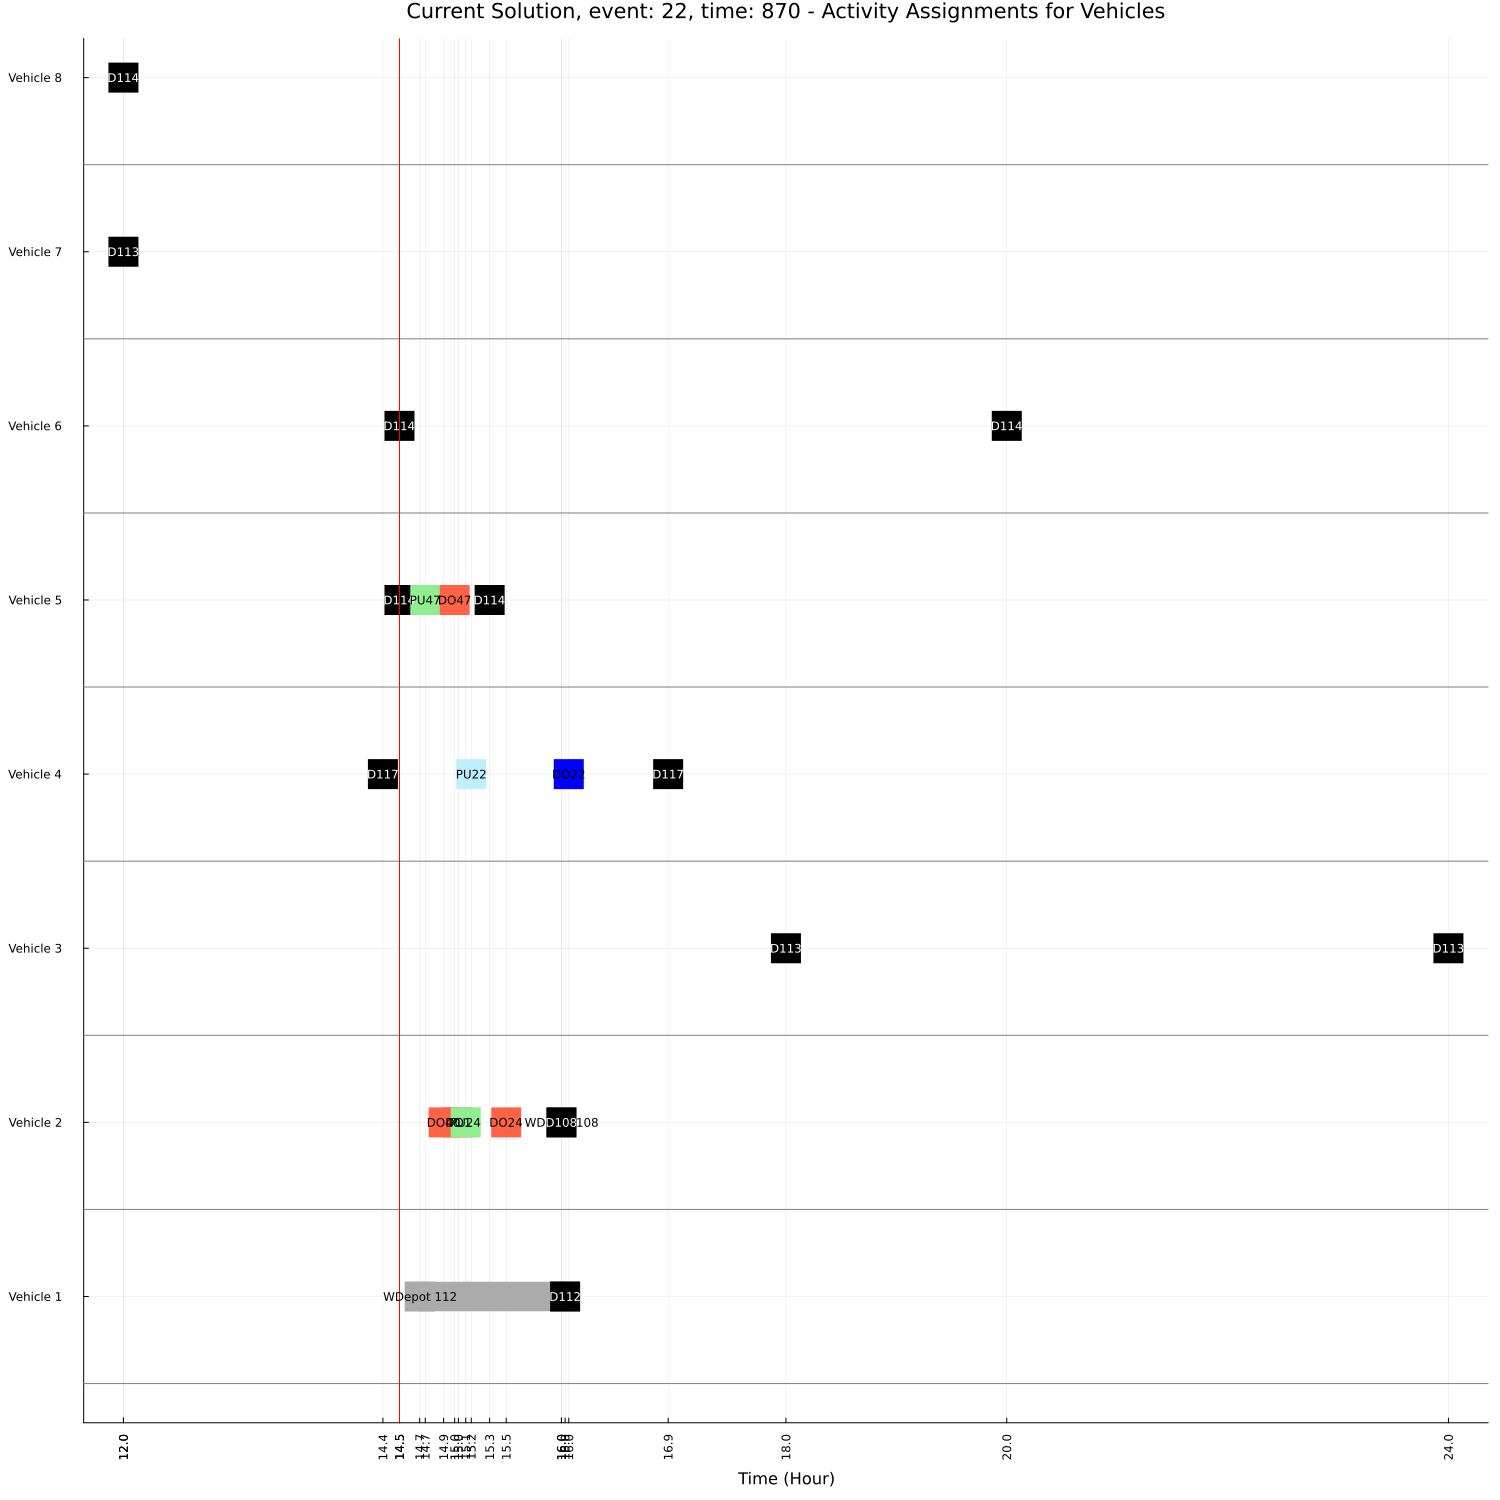 Current Solution, event: 22, time: 870 - Activity Assignments for Vehicles
Vehicle 8
D114
Vehicle 7
D113
Vehicle 6
D114
D114
Vehicle 5
D114
PU47
DO47
D114
Vehicle 4
D117
PU22
DO22
D117
Vehicle 3
D113
D113
Vehicle 2
DO24
D108
Vehicle 1
WDepot 112
D112
12.0
14.4
14.5
14.7
14.9
15.2
15.3
15.5
16.9
18.0
20.0
24.0
Time (Hour)